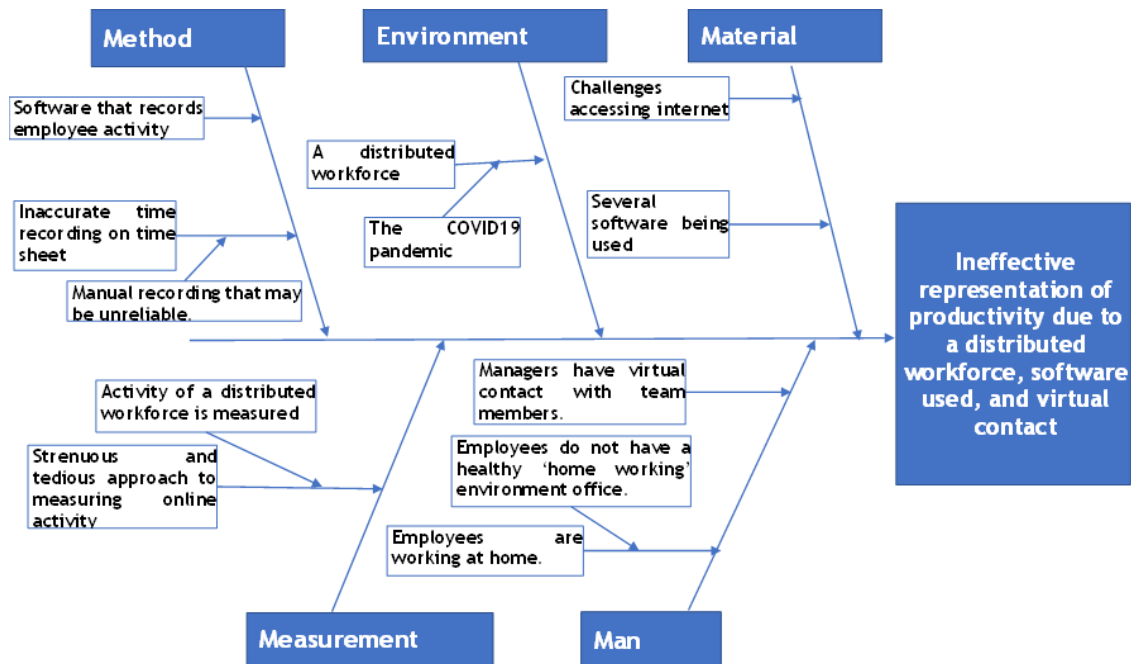 Method
Environment
Material
Software that records
employee activity
Challenges
accessing internet
A distributed
workforce
Several
software being
used
Inaccurate time
recording on time
sheet
The COVID19
pandemic
Manual recording that may
be unreliable.
Ineffective
representation of
productivity due to
a distributed
workforce, software
used, and virtual
contact
Activity of a distributed
workforce is measured
Managers have virtual
contact with team
members.
Strenuous and
tedious approach to
measuring online
activity
Employees do not have a
healthy ‘home working’
environment office.
Employees are
working at home.
Measurement
Man